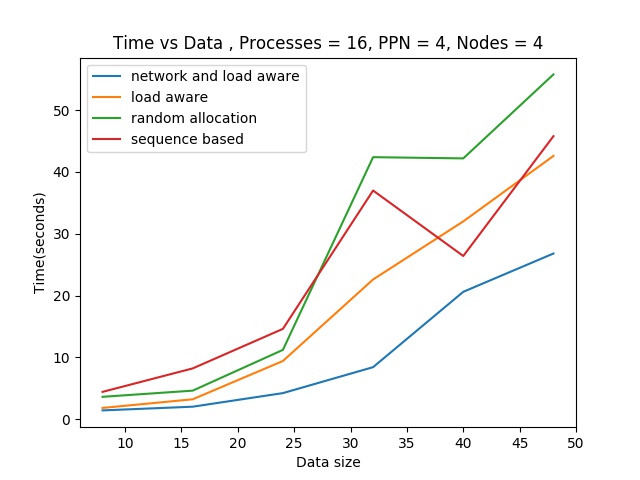 Time vs Data , Processes = 16, PPN = 4, Nodes = 4
network and load aware
load aware
random allocation
sequence based
Time(seconds)
50
40
30
20
10
0
10 15 20 25 30 35 40 45 50
Data size